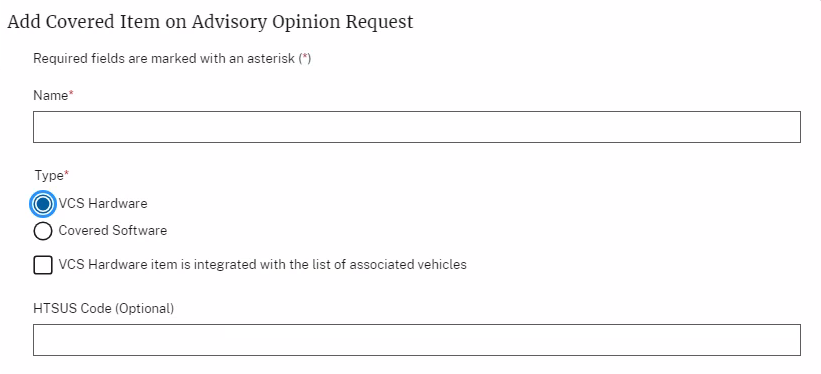 Add Covered Item on Advisory Opinion Request
Required fields are marked with an asterisk (*)
Name*
Type*
VCS Hardware
Covered Software
VCS Hardware item is integrated with the list of associated vehicles
HTSUS Code (Optional)